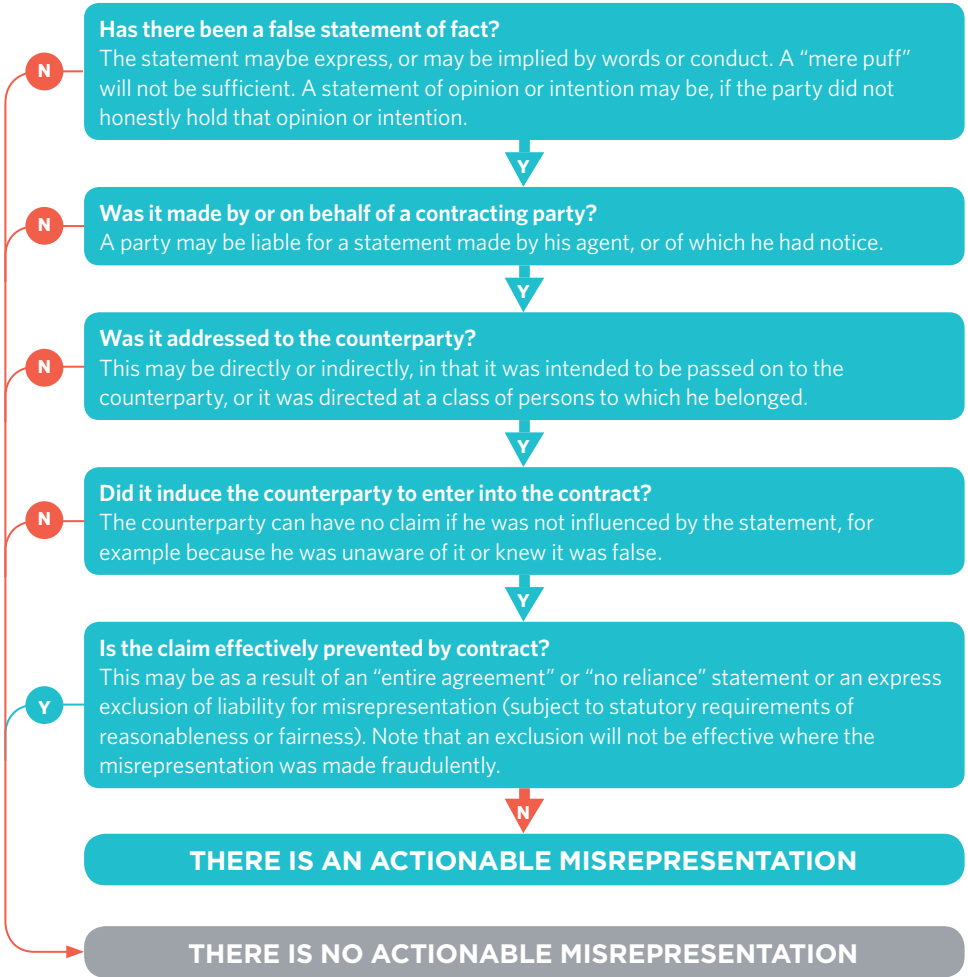 Has there been a false statement of fact?
N
The statement maybe express, or may be implied by words or conduct. A “mere puff”
will not be sufficient. A statement of opinion or intention may be, if the party did not
honestly hold that opinion or intention.
Y
Was it made by or on behalf of a contracting party?
N
A party may be liable for a statement made by his agent, or of which he had notice.
Y
Was it addressed to the counterparty?
N
This may be directly or indirectly, in that it was intended to be passed on to the
counterparty, or it was directed at a class of persons to which he belonged.
Y
Did it induce the counterparty to enter into the contract?
N
The counterparty can have no claim if he was not influenced by the statement, for
example because he was unaware of it or knew it was false.
Y
Is the claim effectively prevented by contract?
This may be as a result of an “entire agreement” or “no reliance” statement or an express
Y
exclusion of liability for misrepresentation (subject to statutory requirements of
reasonableness or fairness). Note that an exclusion will not be effective where the
misrepresentation was made fraudulently.
N
THERE IS AN ACTIONABLE MISREPRESENTATION
THERE IS NO ACTIONABLE MISREPRESENTATION